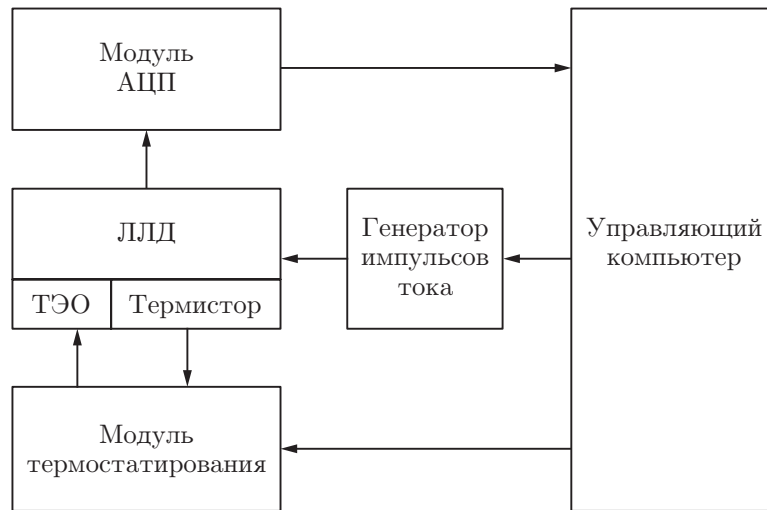 Модуль
АЦП
ЛЛД
ТЭО
Термистор
Генератор
импульсов
тока
Управляющий
компьютер
Модуль
термостатирования